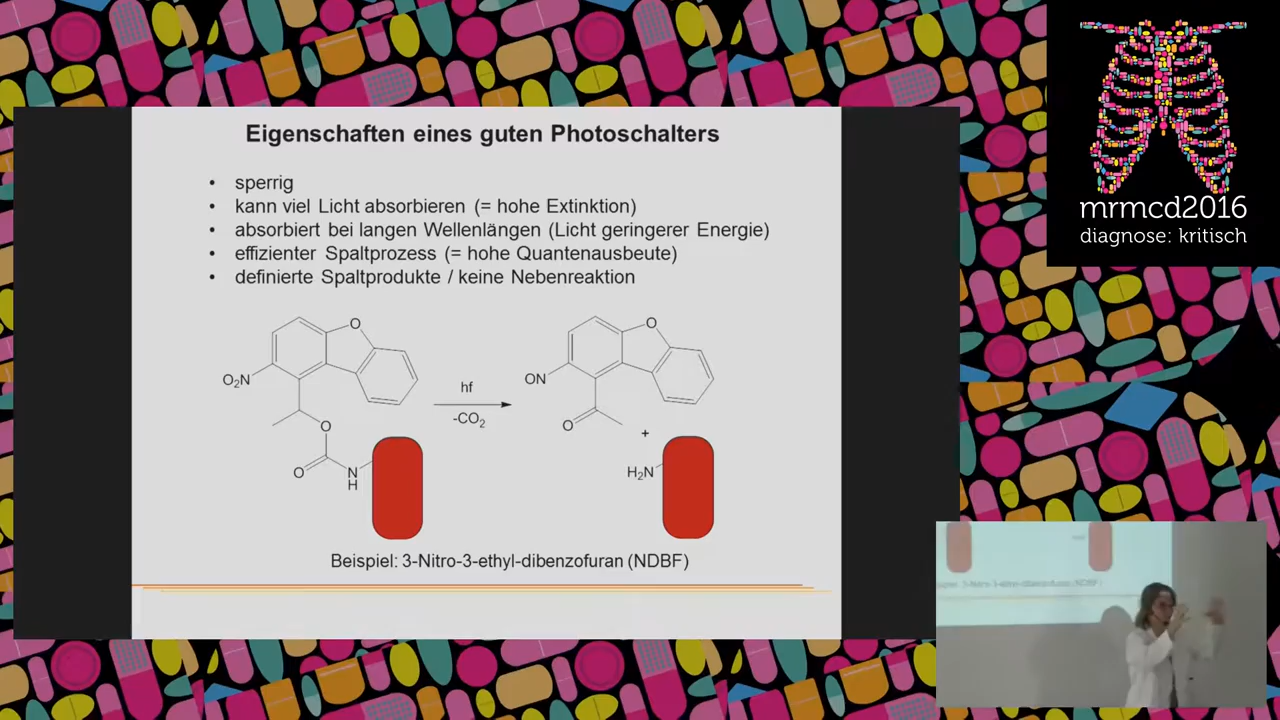 Eigenschaften eines guten Photoschalters
• sperrig
• kann viel Licht absorbieren (= hohe Extinktion)
• absorbiert bei langen Wellenlängen (Licht geringerer Energie)
• effizienter Spaltprozess (= hohe Quantenausbeute)
• definierte Spaltprodukte / keine Nebenreaktion
O
O₂N
O
O
N
H
hf
-CO₂
O
ON
O
+
H₂N
Beispiel: 3-Nitro-3-ethyl-dibenzofuran (NDBF)
mrmcd2016
diagnose: kritisch